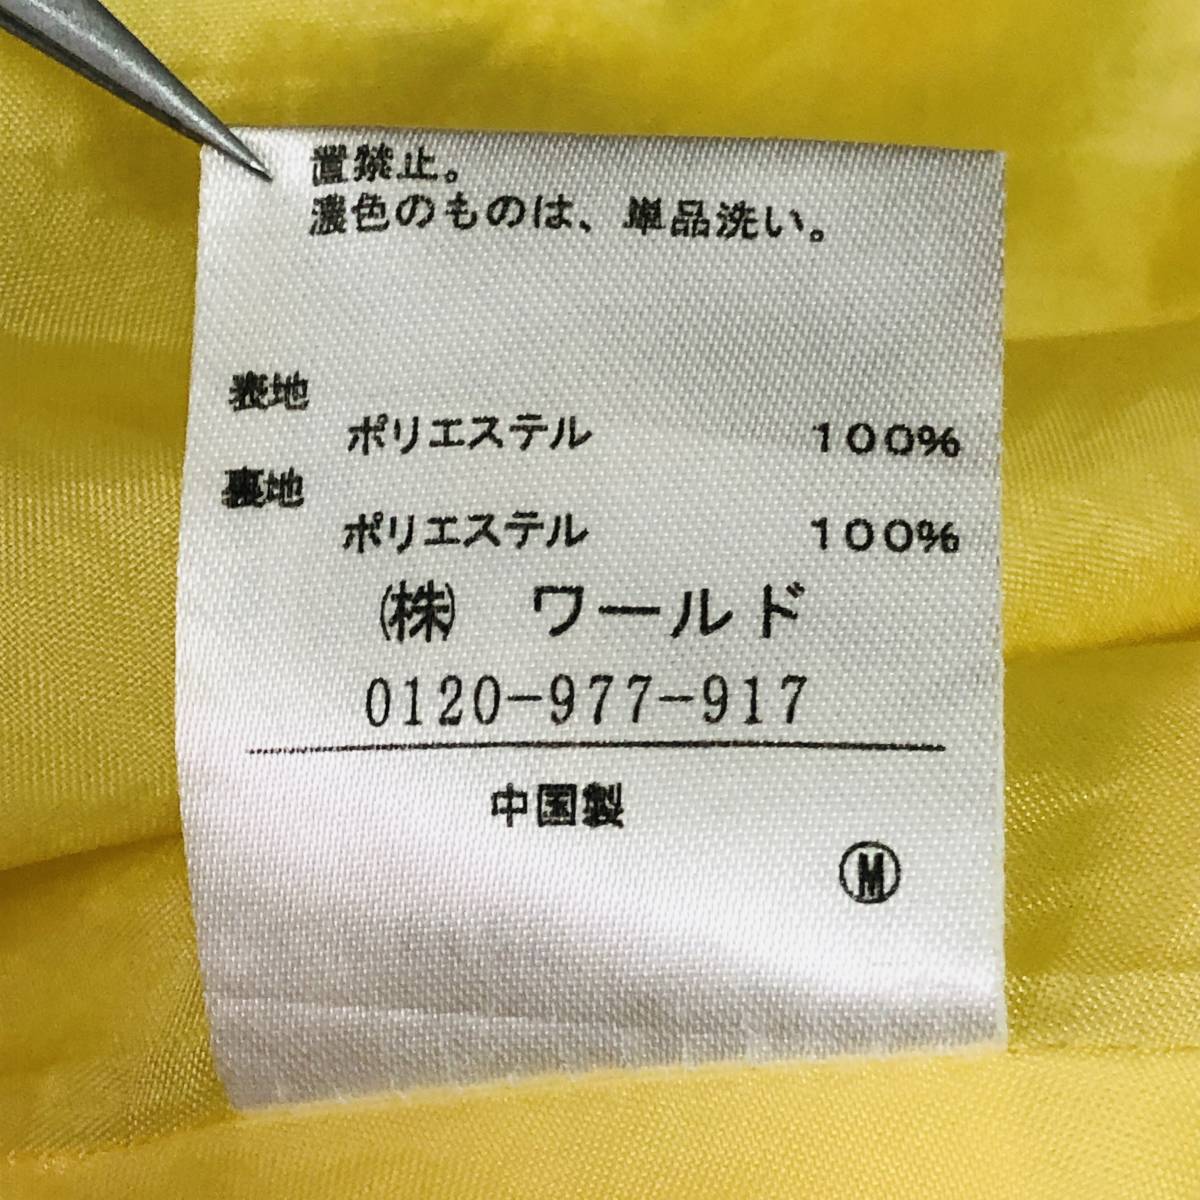 置禁止。
濃色のものは、単品洗い。
表地
ポリエステル 100%
裏地
ポリエステル 100%
㈱ ワールド
0120-977-917
中国製
Ⓜ